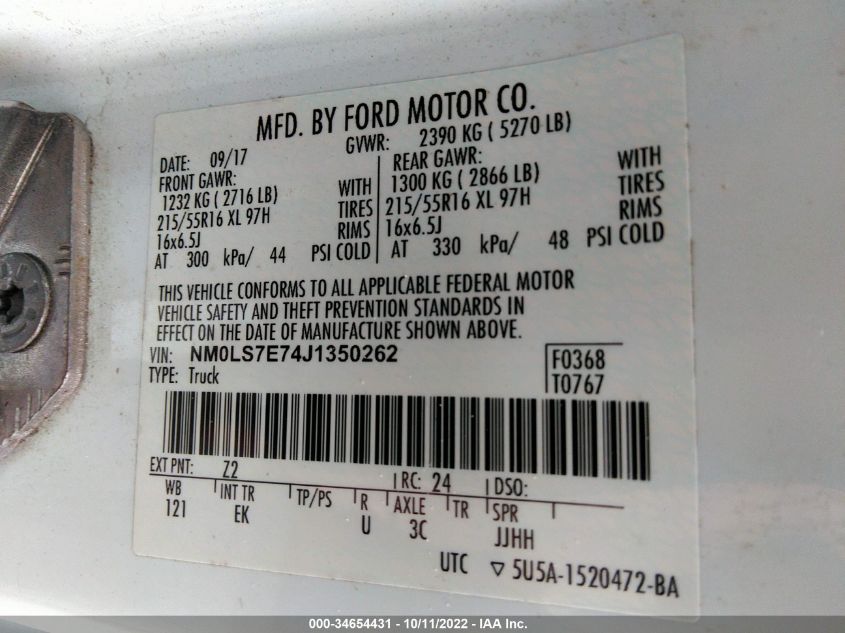 MFD. BY FORD MOTOR CO.
DATE: 09/17 GVWR: 2390 KG ( 5270 LB)
FRONT GAWR: REAR GAWR:
1232 KG ( 2716 LB) WITH 1300 KG ( 2866 LB) WITH
215/55R16 XL 97H TIRES 215/55R16 XL 97H TIRES
16x6.5J RIMS 16x6.5J RIMS
AT 300 kPa/ 44 PSI COLD AT 330 kPa/ 48 PSI COLD
THIS VEHICLE CONFORMS TO ALL APPLICABLE FEDERAL MOTOR
VEHICLE SAFETY AND THEFT PREVENTION STANDARDS IN
EFFECT ON THE DATE OF MANUFACTURE SHOWN ABOVE.
VIN: NM0LS7E74J1350262 F0368
TYPE: Truck T0767
EXT PNT: Z2 RC: 24 DSO:
WB INT TR TP/PS R AXLE TR SPR
121 EK U 3C JJHH
UTC ▽ 5U5A-1520472-BA
000-34654431 - 10/11/2022 - IAA Inc.